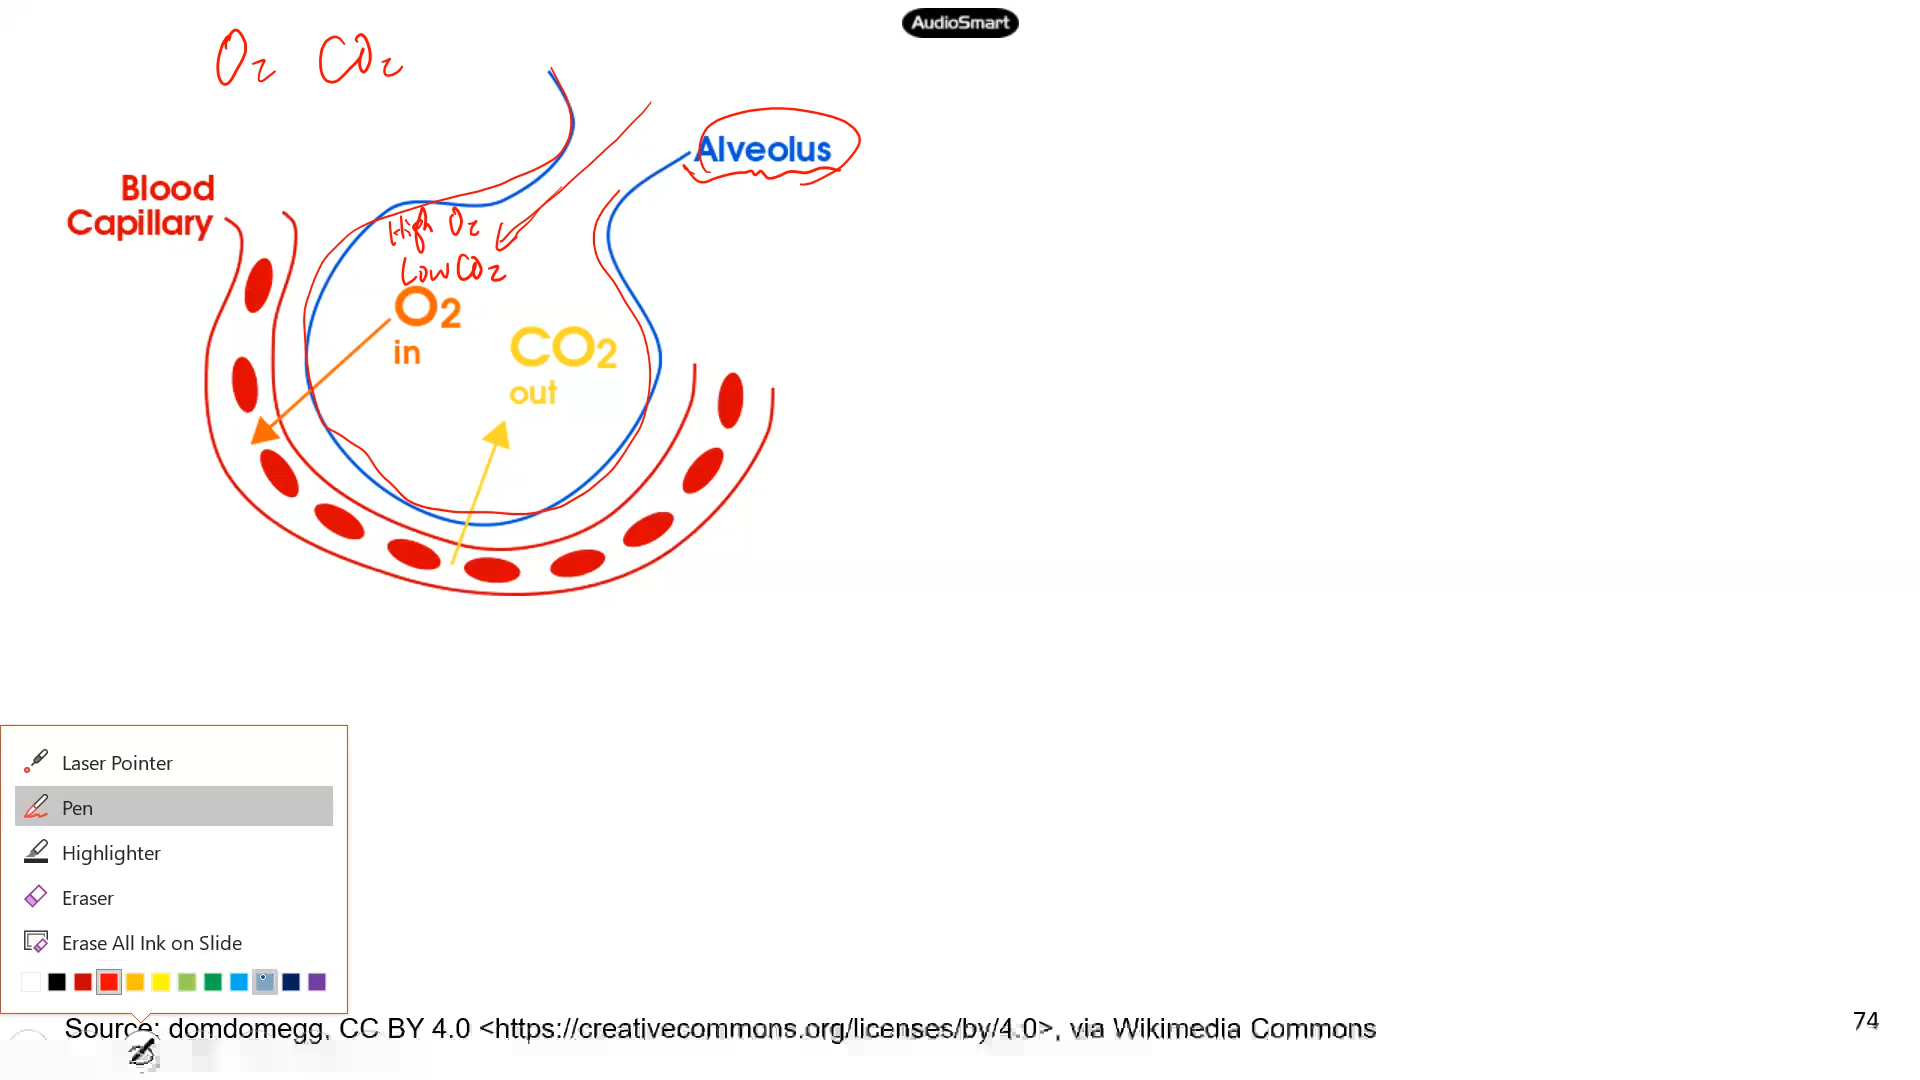 AudioSmart
O2 CO2
Alveolus
Blood
Capillary
High O2
Low CO2
O2
in
CO2
out
Laser Pointer
Pen
Highlighter
Eraser
Erase All Ink on Slide
Source: domdomegg, CC BY 4.0 <https://creativecommons.org/licenses/by/4.0>, via Wikimedia Commons
74